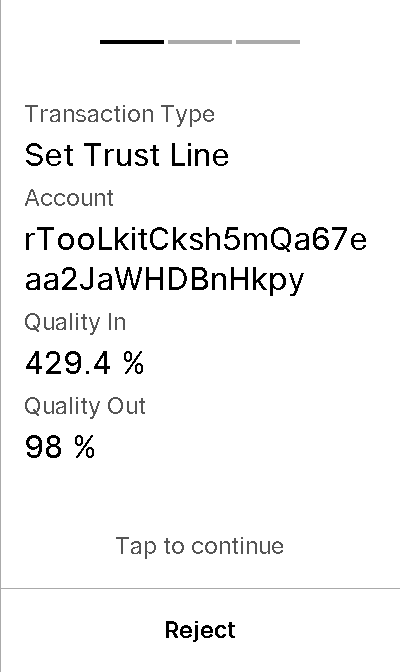 Transaction Type
Set Trust Line
Account
rTooLkitCksh5mQa67e
aa2JaWHDBnHkpy
Quality In
429.4 %
Quality Out
98 %
Tap to continue
Reject